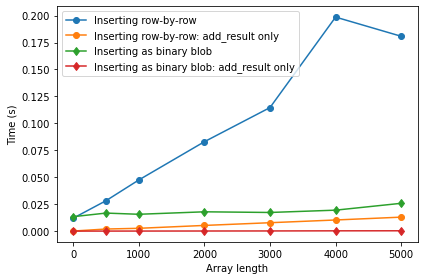 0.200
0.175
0.150
0.125
0.100
0.075
0.050
0.025
0.000
Time (s)
Inserting row-by-row
Inserting row-by-row: add_result only
Inserting as binary blob
Inserting as binary blob: add_result only
0 1000 2000 3000 4000 5000
Array length